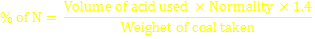 % of N = Volume of acid used × Normality × 1.4
Weighet of coal taken